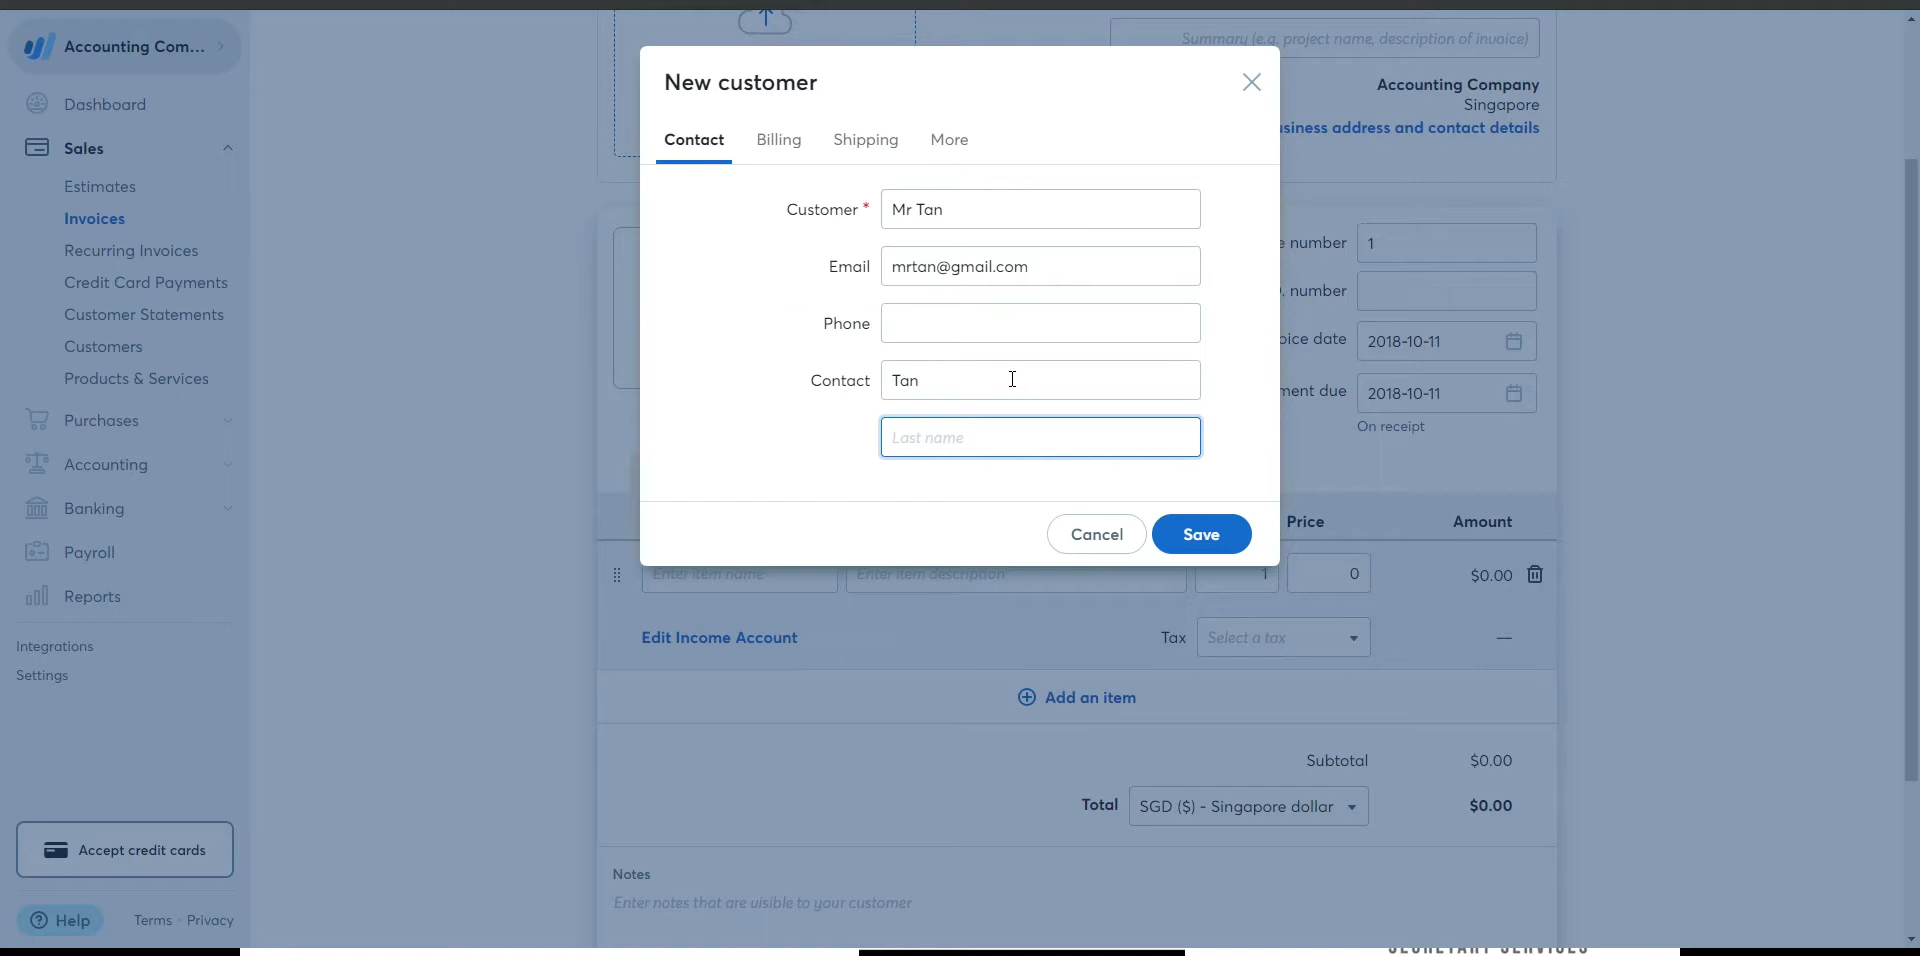 Accounting Com...
Dashboard
Sales
Estimates
Invoices
Recurring Invoices
Credit Card Payments
Customer Statements
Customers
Products & Services
Purchases
Accounting
Banking
Payroll
Reports
Integrations
Settings
Accept credit cards
Help
Terms · Privacy
Summary (e.g. project name, description of invoice)
Accounting Company
Singapore
siness address and contact details
New customer
Contact Billing Shipping More
Customer * Mr Tan
Email mrtan@gmail.com
Phone
Contact Tan
Last name
Cancel Save
e number 1
. number
oice date 2018-10-11
ment due 2018-10-11
On receipt
Price Amount
Enter item name Enter item description 1 0 $0.00
Edit Income Account Tax Select a tax —
Add an item
Subtotal $0.00
Total SGD ($) - Singapore dollar $0.00
Notes
Enter notes that are visible to your customer
SECRETARY SERVICES